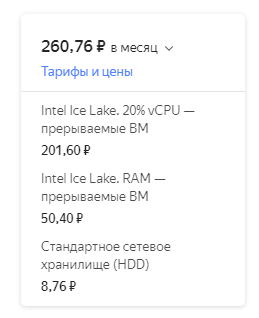 260,76 ₽ в месяц
Тарифы и цены
Intel Ice Lake. 20% vCPU —
прерываемые ВМ
201,60 ₽
Intel Ice Lake. RAM —
прерываемые ВМ
50,40 ₽
Стандартное сетевое
хранилище (HDD)
8,76 ₽